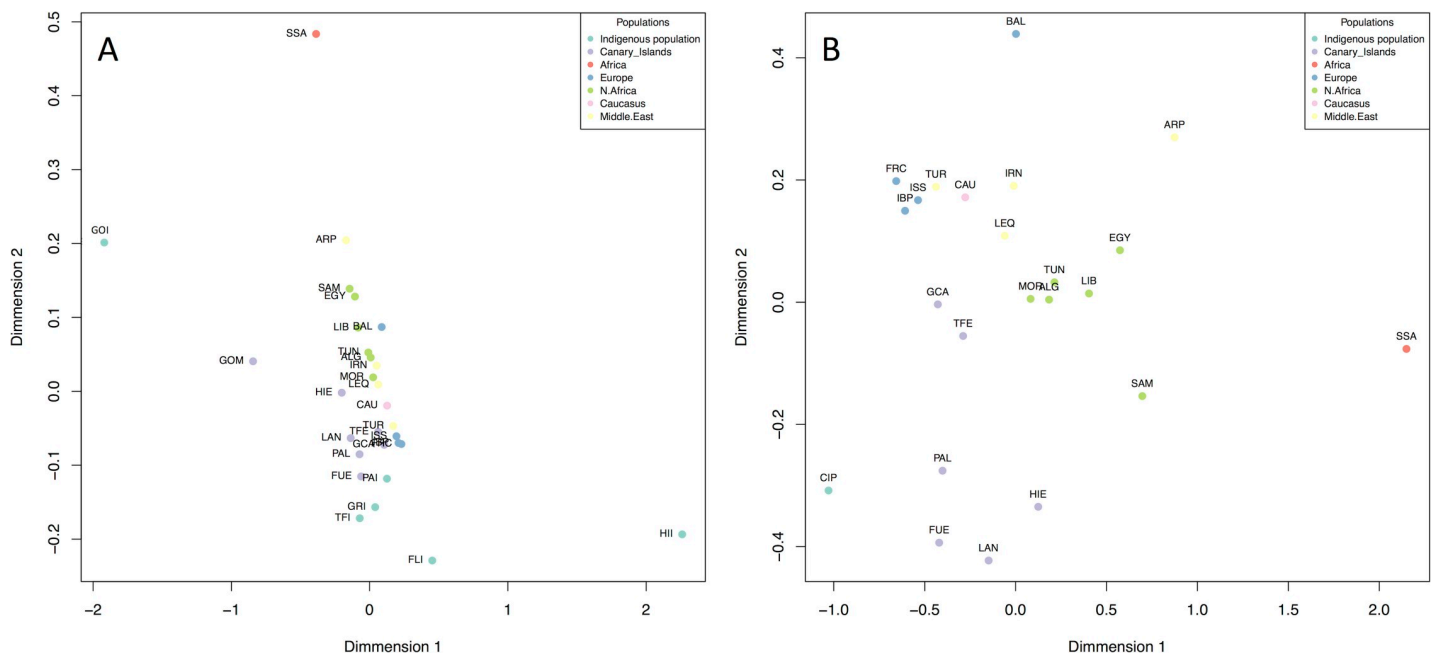 A
Populations
Indigenous population
Canary_Islands
Africa
Europe
N.Africa
Caucasus
Middle.East
SSA
GOI
ARP
SAM
EGY
LIB
BAL
TUN
ALG
IRN
GOM
MOR
LEQ
HIE
CAU
TUR
TFE
ISS
LAN
GCA
PAL
FUE
PAI
GRI
TFI
HII
FLI
0.5
0.4
0.3
0.2
0.1
0.0
−0.1
−0.2
−2
−1
0
1
2
Dimmension 1
Dimmension 2
B
Populations
Indigenous population
Canary_Islands
Africa
Europe
N.Africa
Caucasus
Middle.East
BAL
ARP
FRC
TUR
IRN
CAU
ISS
IBP
LEQ
EGY
TUN
LIB
MOR
ALG
GCA
TFE
SSA
SAM
PAL
CIP
HIE
FUE
LAN
0.4
0.2
0.0
−0.2
−0.4
−1.0
−0.5
0.0
0.5
1.0
1.5
2.0
Dimmension 1
Dimmension 2